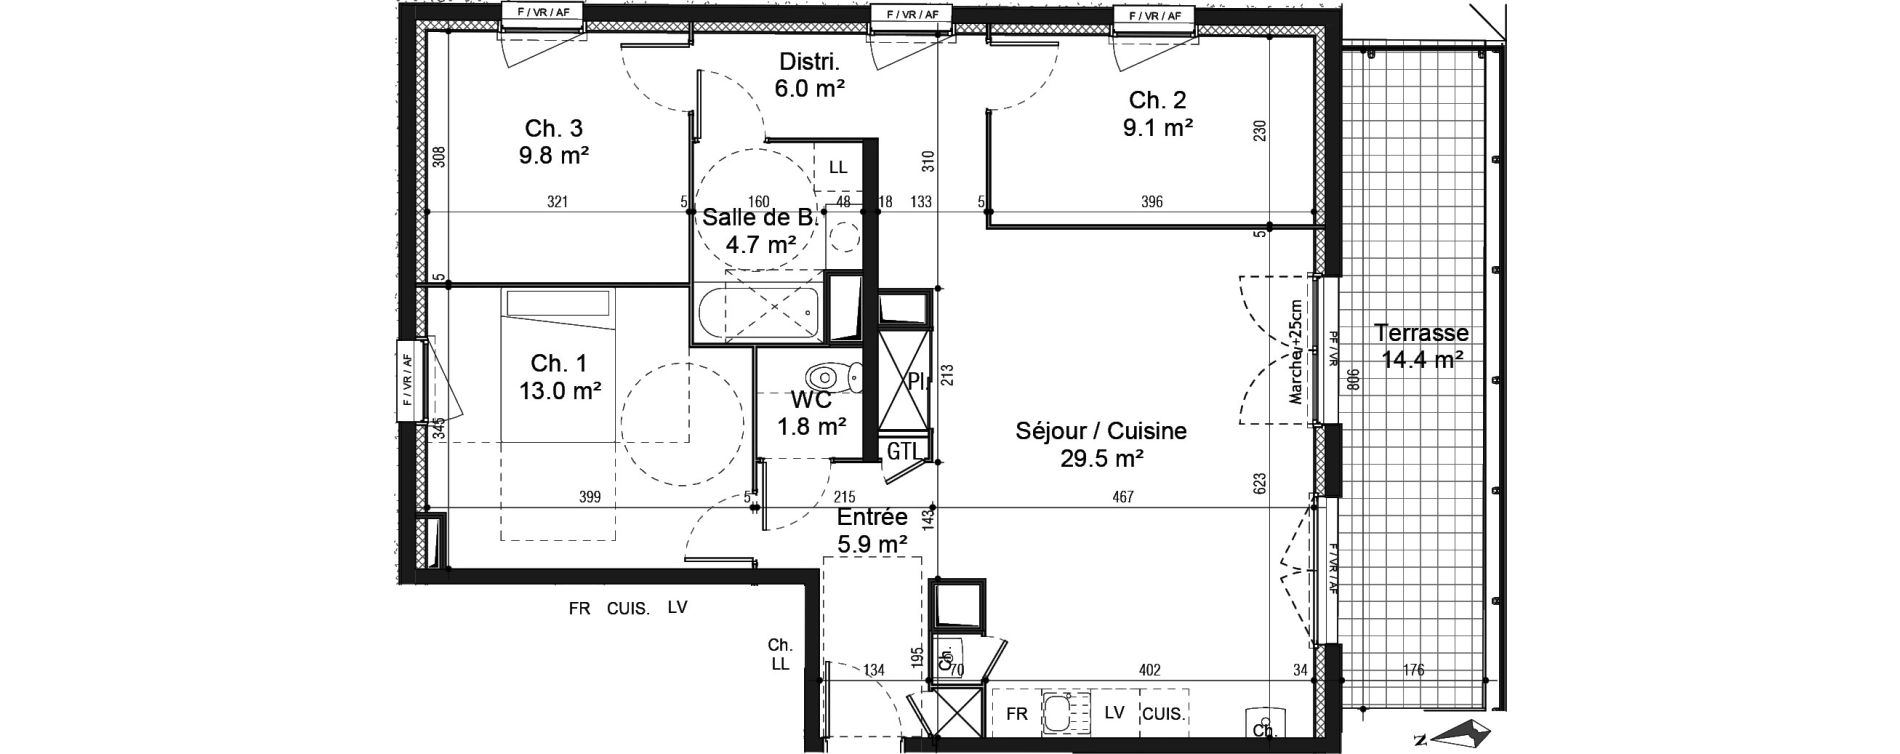 F / VR / AF
F / VR / AF
F / VR / AF
Distri.
6.0 m²
Ch. 2
9.1 m²
Ch. 3
9.8 m²
308
310
230
LL
321
5
160
48
18
133
5
396
Salle de B.
4.7 m²
5
5
Marche/+25cm
PF / VR
Terrasse
14.4 m²
806
F / VR / AF
Ch. 1
13.0 m²
345
WC
1.8 m²
Pl.
213
GTL
Séjour / Cuisine
29.5 m²
623
399
5
215
467
143
Entrée
5.9 m²
F / VR / AF
FR CUIS. LV
Ch.
LL
134
195
Ch.
70
402
34
176
FR
LV
CUIS.
Ch.
N